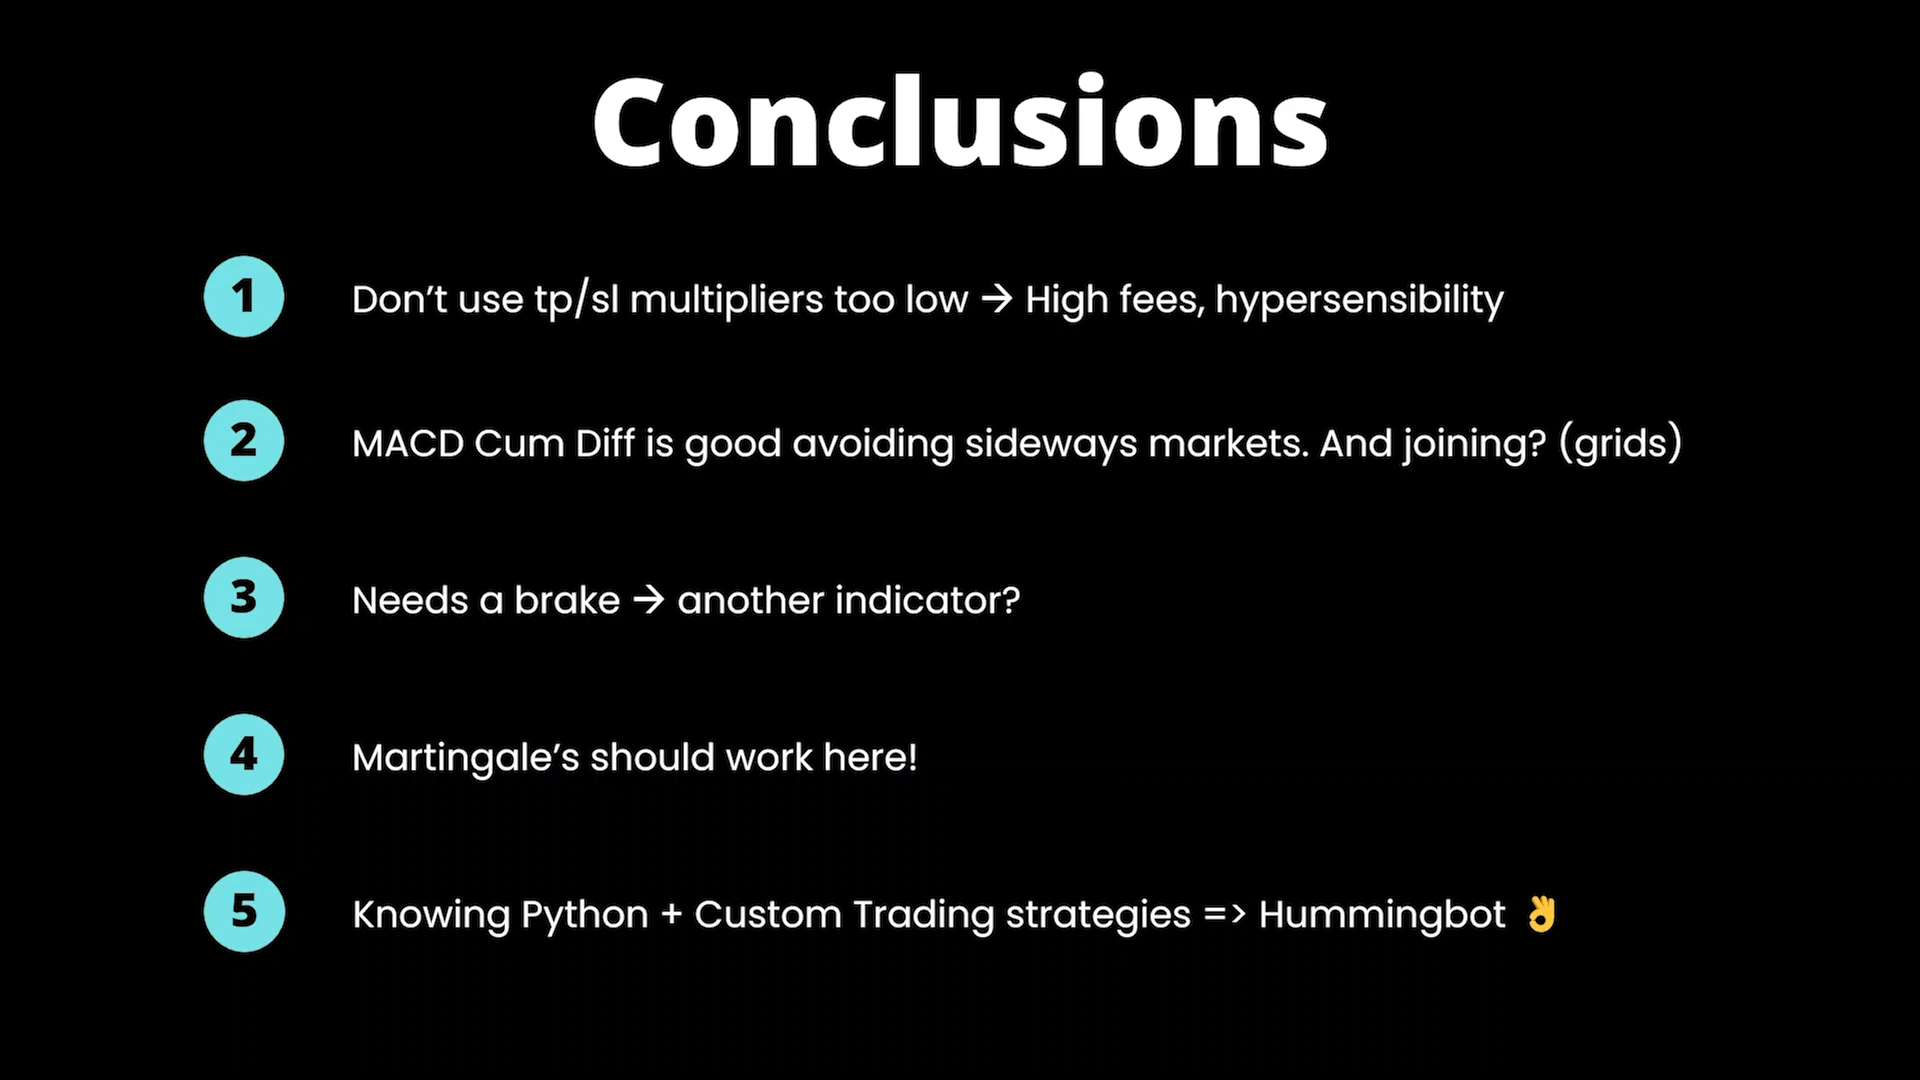 Conclusions
1 Don’t use tp/sl multipliers too low → High fees, hypersensibility
2 MACD Cum Diff is good avoiding sideways markets. And joining? (grids)
3 Needs a brake → another indicator?
4 Martingale’s should work here!
5 Knowing Python + Custom Trading strategies => Hummingbot 👌